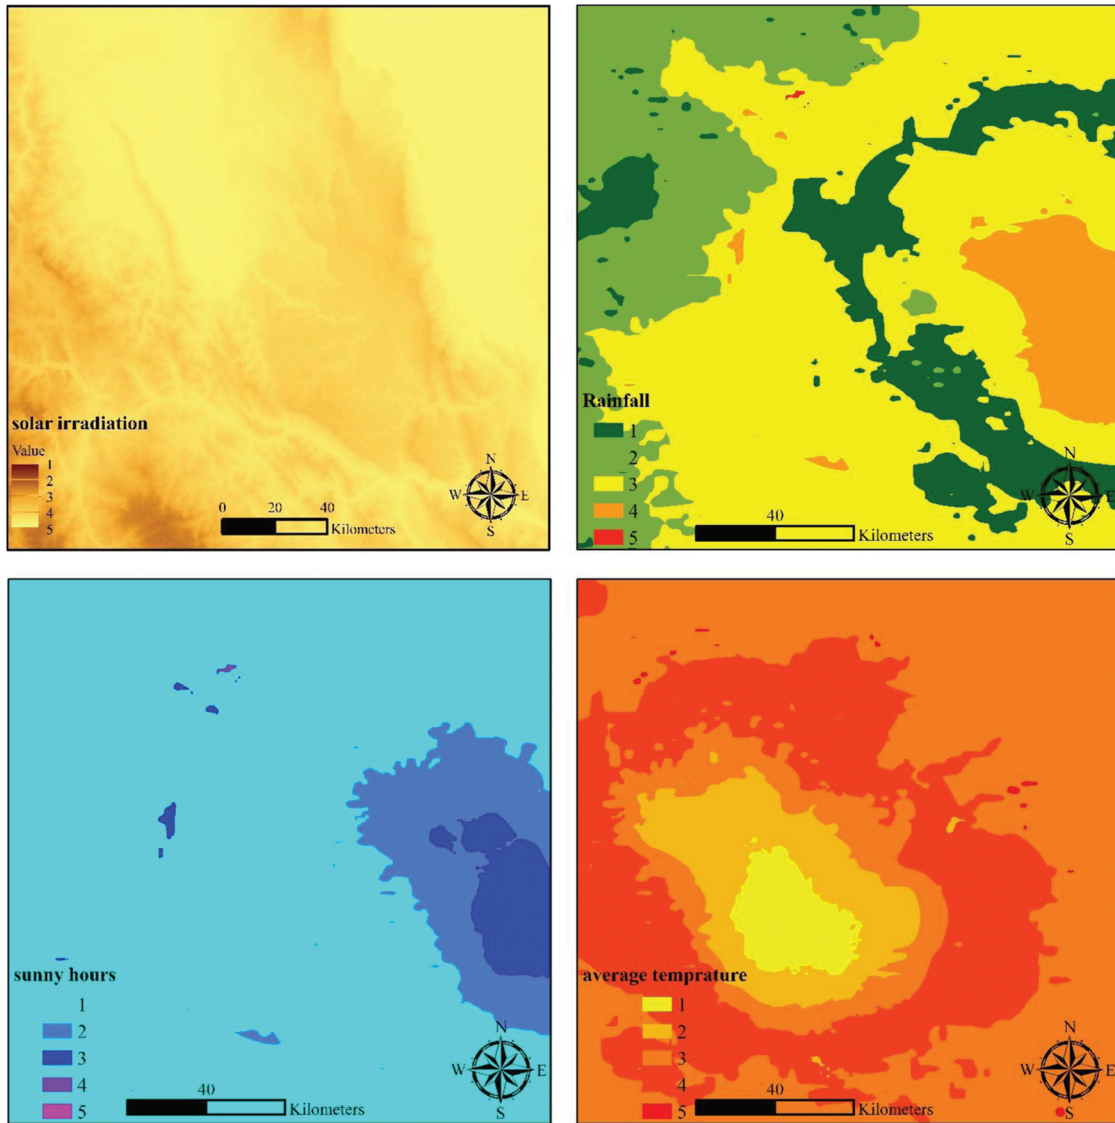 solar irradiation
Value
1
2
3
4
5
0 20 40
Kilometers
N
W E
S
Rainfall
1
2
3
4
5
40
Kilometers
N
W E
S
sunny hours
1
2
3
4
5
40
Kilometers
N
W E
S
average temprature
1
2
3
4
5
40
Kilometers
N
W E
S